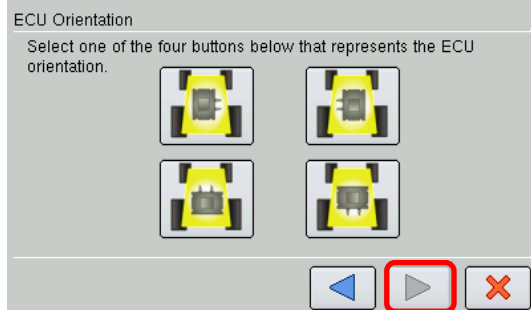 ECU Orientation
Select one of the four buttons below that represents the ECU
orientation.